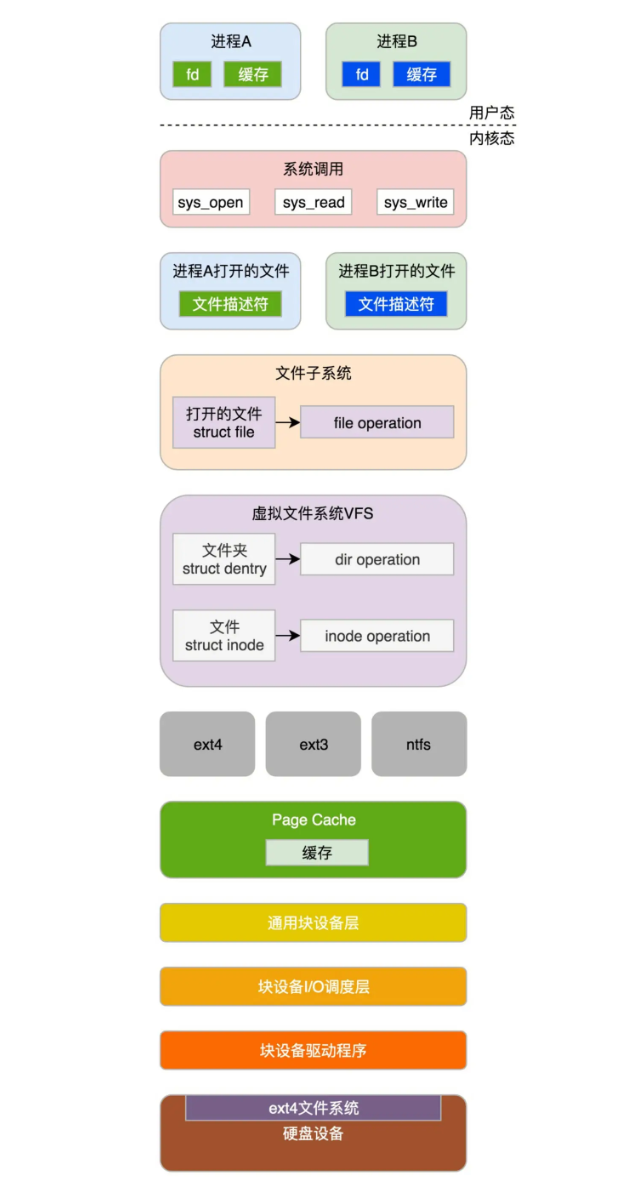 进程A
进程B
fd
缓存
fd
缓存
用户态
内核态
系统调用
sys_open
sys_read
sys_write
进程A打开的文件
进程B打开的文件
文件描述符
文件描述符
文件子系统
打开的文件
struct file
file operation
虚拟文件系统VFS
文件夹
struct dentry
dir operation
文件
struct inode
inode operation
ext4
ext3
ntfs
Page Cache
缓存
通用块设备层
块设备I/O调度层
块设备驱动程序
ext4文件系统
硬盘设备